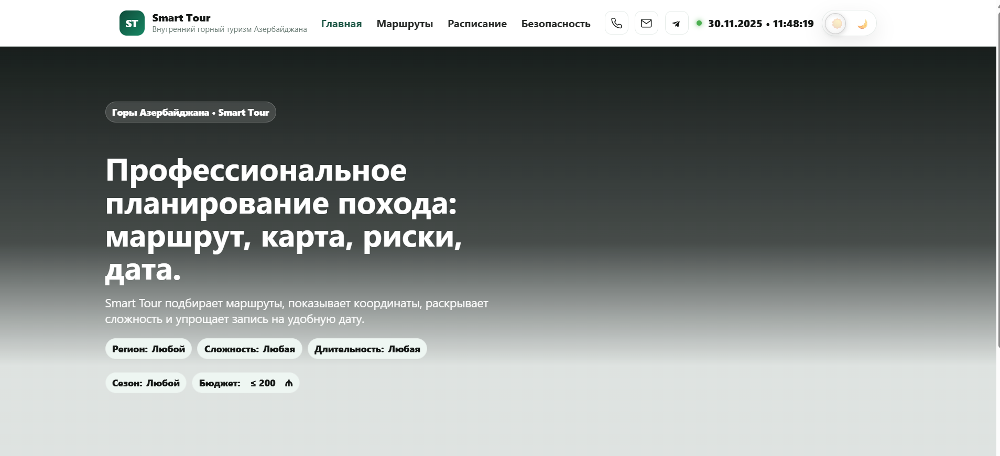 ST
Smart Tour
Внутренний горный туризм Азербайджана
Главная
Маршруты
Расписание
Безопасность
30.11.2025 • 11:48:19
Горы Азербайджана • Smart Tour
Профессиональное
планирование похода:
маршрут, карта, риски,
дата.
Smart Tour подбирает маршруты, показывает координаты, раскрывает
сложность и упрощает запись на удобную дату.
Регион: Любой
Сложность: Любая
Длительность: Любая
Сезон: Любой
Бюджет: ≤ 200 ₼